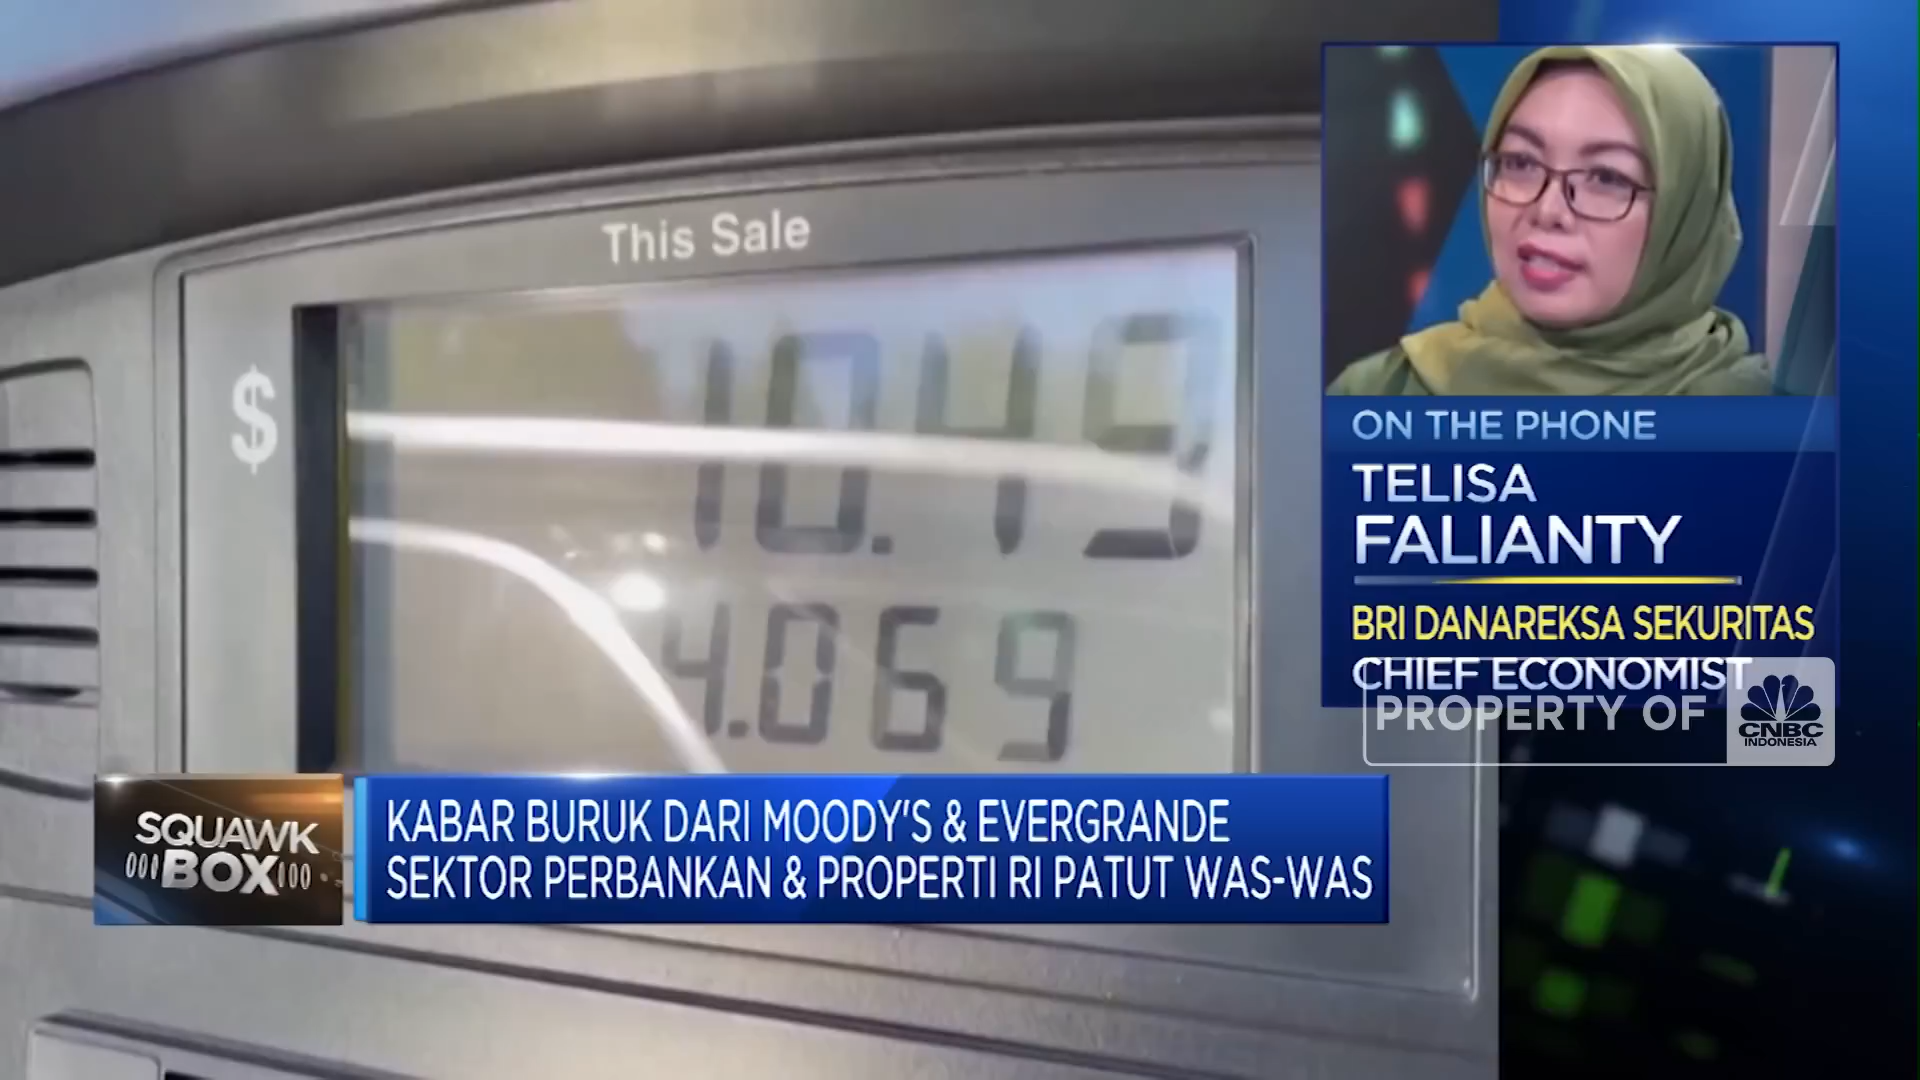 This Sale
$
10.49
4.069
ON THE PHONE
TELISA
FALIANTY
BRI DANAREKSA SEKURITAS
CHIEF ECONOMIST
PROPERTY OF
CNBC
INDONESIA
SQUAWK
BOX
KABAR BURUK DARI MOODY'S & EVERGRANDE
SEKTOR PERBANKAN & PROPERTI RI PATUT WAS-WAS